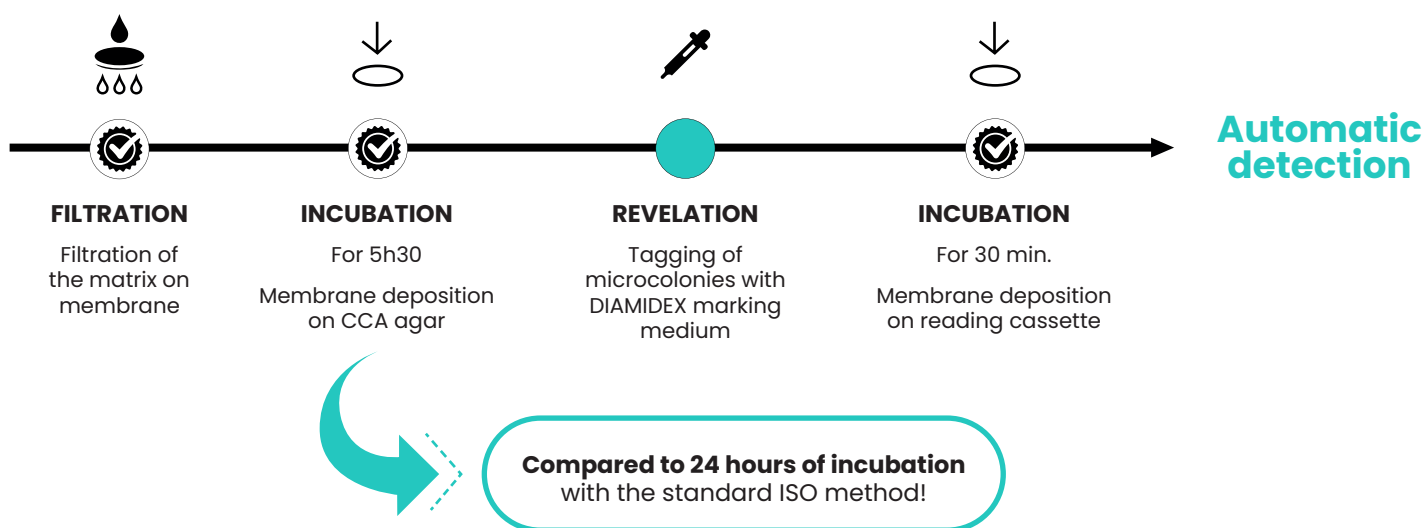 Automatic
detection
FILTRATION
Filtration of
the matrix on
membrane
INCUBATION
For 5h30
Membrane deposition
on CCA agar
REVELATION
Tagging of
microcolonies with
DIAMIDEX marking
medium
INCUBATION
For 30 min.
Membrane deposition
on reading cassette
Compared to 24 hours of incubation
with the standard ISO method!